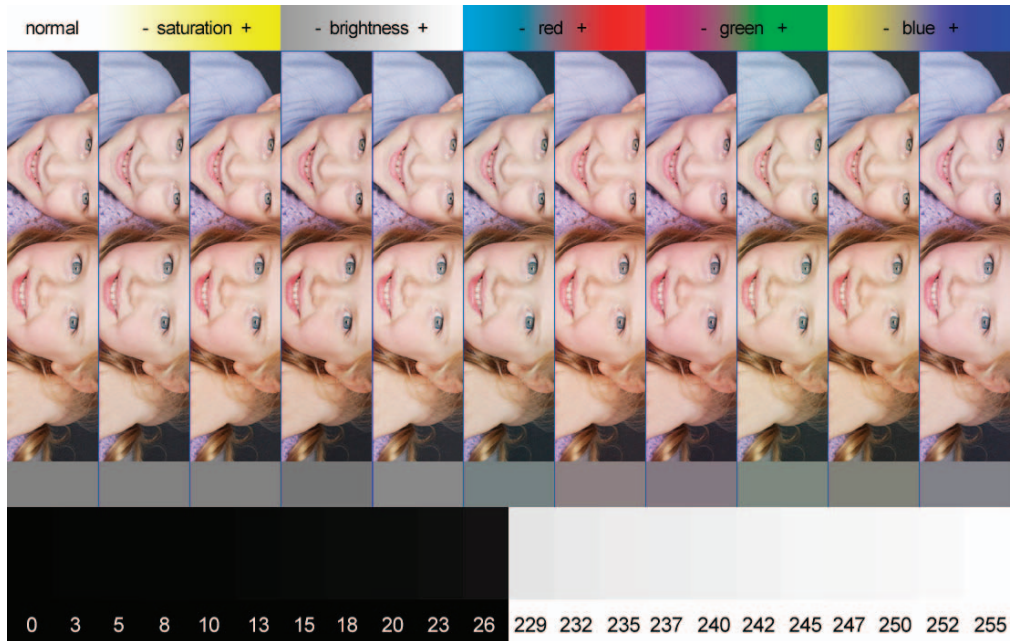 normal - saturation + - brightness + - red + - green + - blue +
0 3 5 8 10 13 15 18 20 23 26 229 232 235 237 240 242 245 247 250 252 255